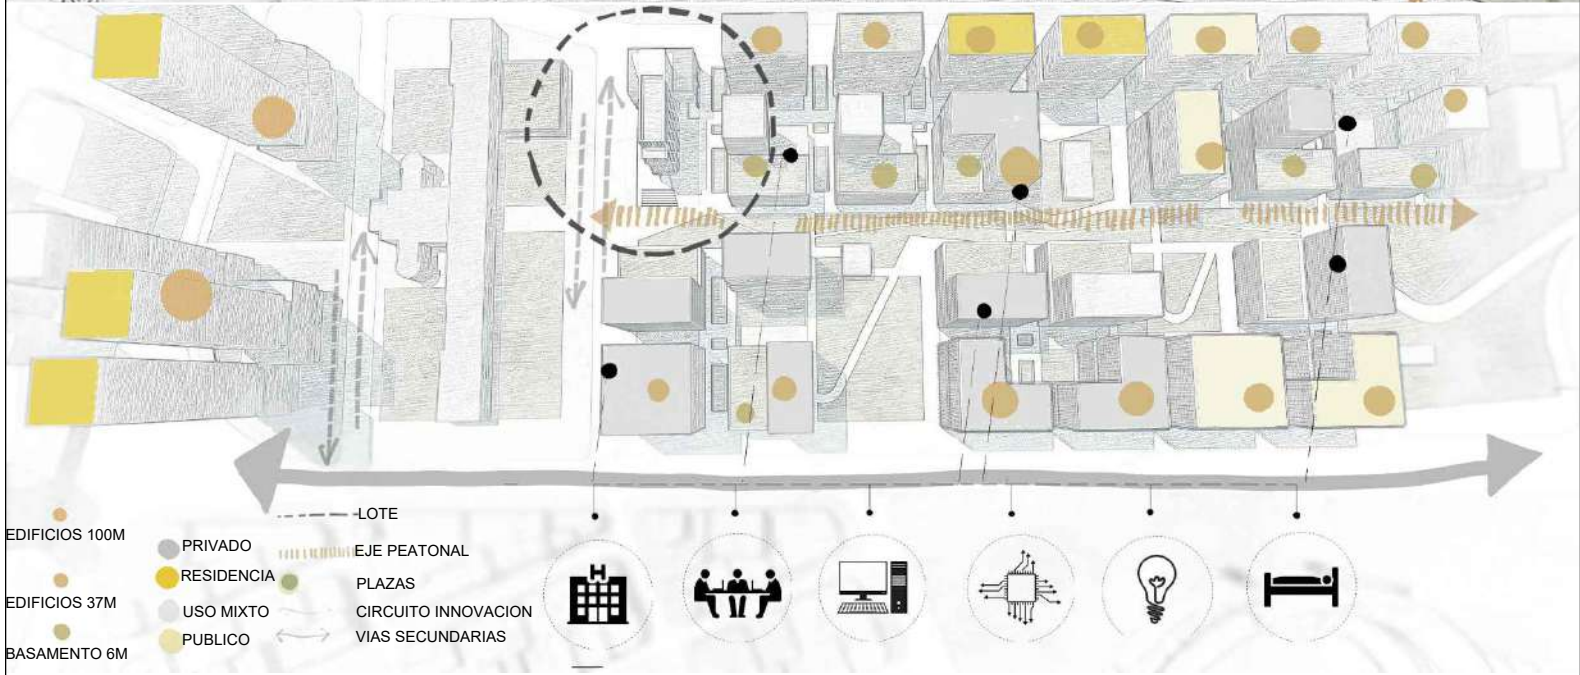 EDIFICIOS 100M
EDIFICIOS 37M
BASAMENTO 6M
PRIVADO
RESIDENCIA
USO MIXTO
PUBLICO
LOTE
EJE PEATONAL
PLAZAS
CIRCUITO INNOVACION
VIAS SECUNDARIAS
H